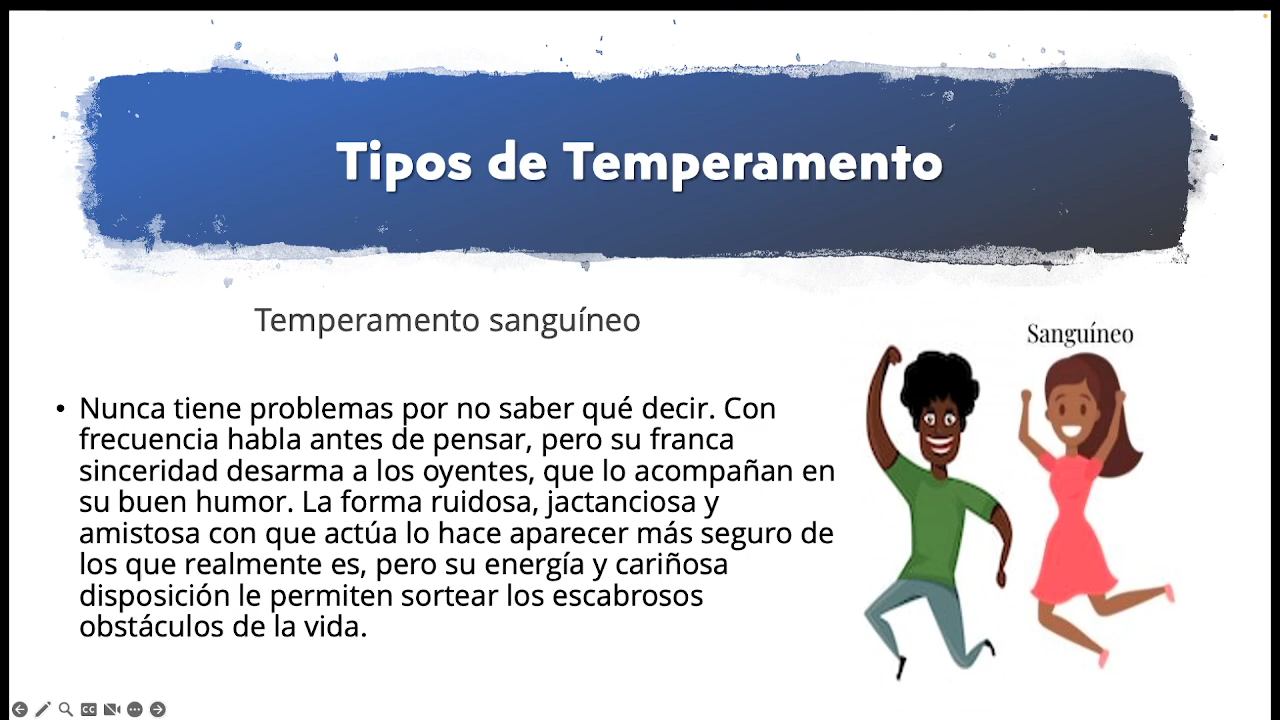 Tipos de Temperamento
Temperamento sanguíneo
Sanguíneo
• Nunca tiene problemas por no saber qué decir. Con
frecuencia habla antes de pensar, pero su franca
sinceridad desarma a los oyentes, que lo acompañan en
su buen humor. La forma ruidosa, jactanciosa y
amistosa con que actúa lo hace aparecer más seguro de
los que realmente es, pero su energía y cariñosa
disposición le permiten sortear los escabrosos
obstáculos de la vida.
CC